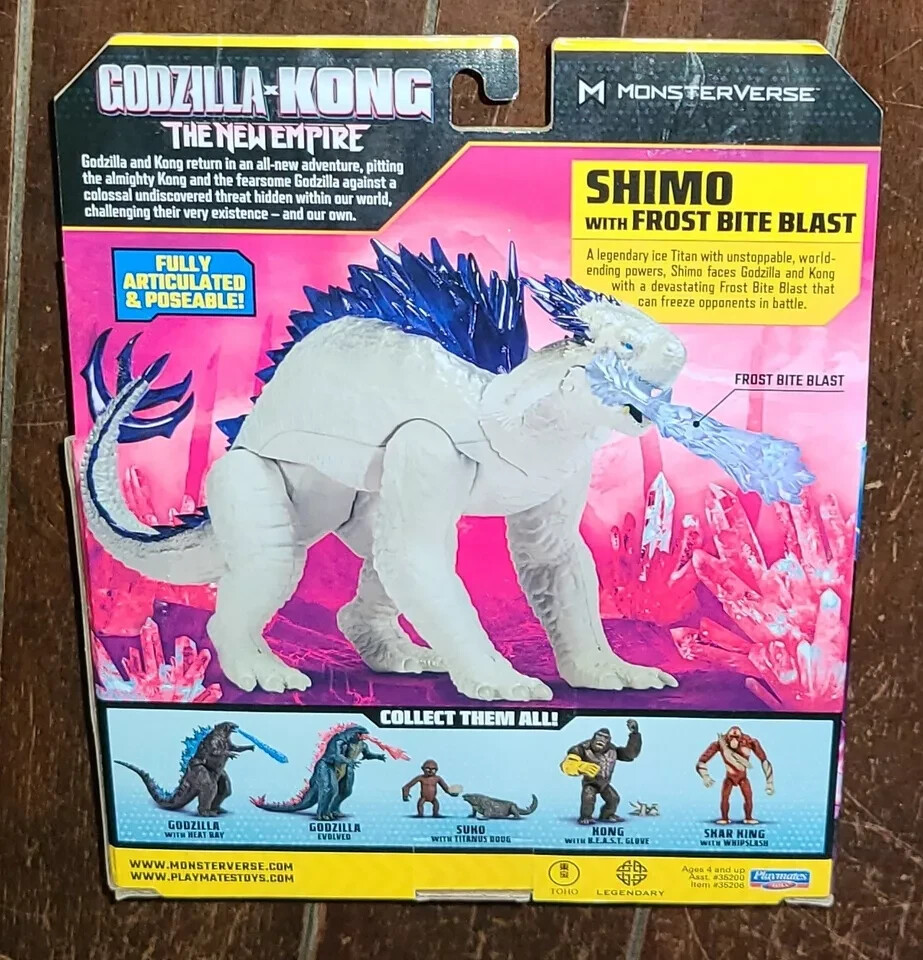 GODZILLA x KONG
THE NEW EMPIRE
Godzilla and Kong return in an all-new adventure, pitting
the almighty Kong and the fearsome Godzilla against a
colossal undiscovered threat hidden within our world,
challenging their very existence – and our own.
MONSTERVERSE™
SHIMO
WITH FROST BITE BLAST
A legendary ice Titan with unstoppable, world-
ending powers, Shimo faces Godzilla and Kong
with a devastating Frost Bite Blast that
can freeze opponents in battle.
FULLY
ARTICULATED
& POSEABLE!
FROST BITE BLAST
COLLECT THEM ALL!
GODZILLA
WITH HEAT RAY
GODZILLA
EVOLVED
SUKO
WITH TITANUS DOUG
KONG
WITH B.E.A.S.T. GLOVE
SKAR KING
WITH WHIPSLASH
WWW.MONSTERVERSE.COM
WWW.PLAYMATESTOYS.COM
TOHO
LEGENDARY
Ages 4 and up
Asst. #35200
Item #35206
Playmates